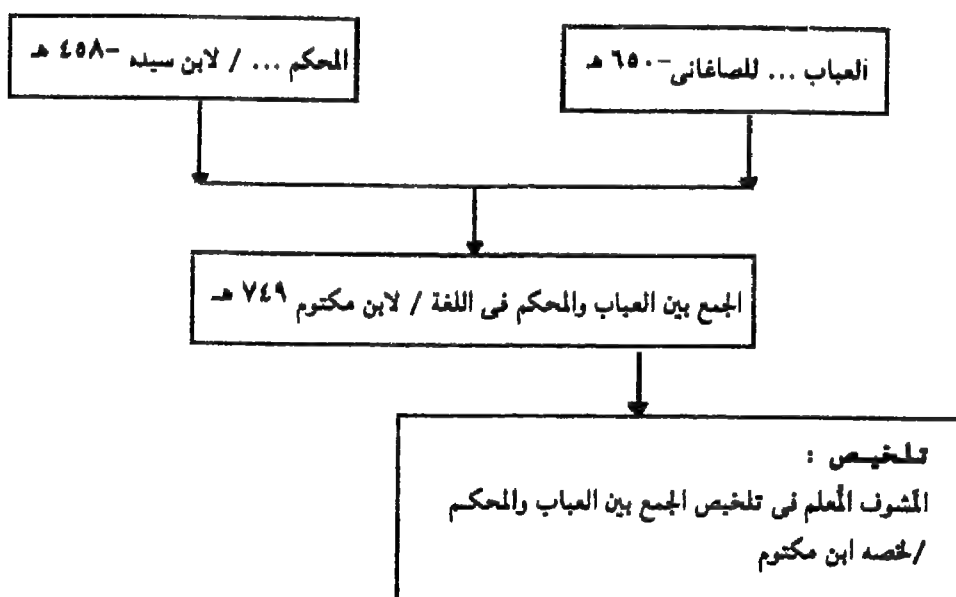 العباب ... للصاغانى -٦٥٠ هـ
المحكم ... / لابن سيده -٤٥٨ هـ
الجمع بين العباب والمحكم فى اللغة / لابن مكتوم ٧٤٩ هـ
تلخيـص :
المشوف المُعلم فى تلخيص الجمع بين العباب والمحكم
/لخصه ابن مكتوم